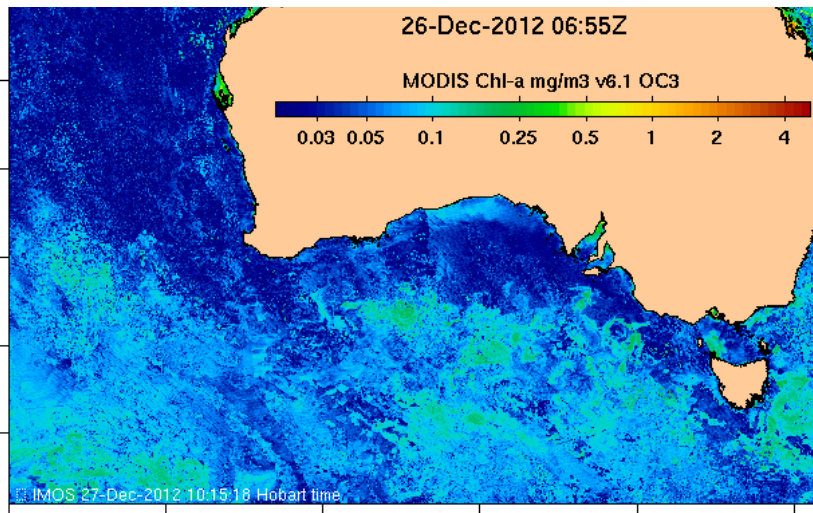 26-Dec-2012 06:55Z
MODIS Chl-a mg/m3 v6.1 OC3
0.03 0.05 0.1 0.25 0.5 1 2 4
IMOS 27-Dec-2012 10:15:18 Hobart time